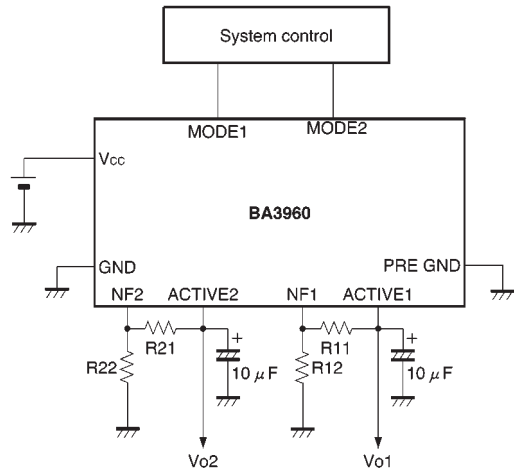 System control
MODE1
MODE2
Vcc
BA3960
GND
PRE GND
NF2
ACTIVE2
NF1
ACTIVE1
R21
+
R11
+
R22
10 μF
R12
10 μF
Vo2
Vo1